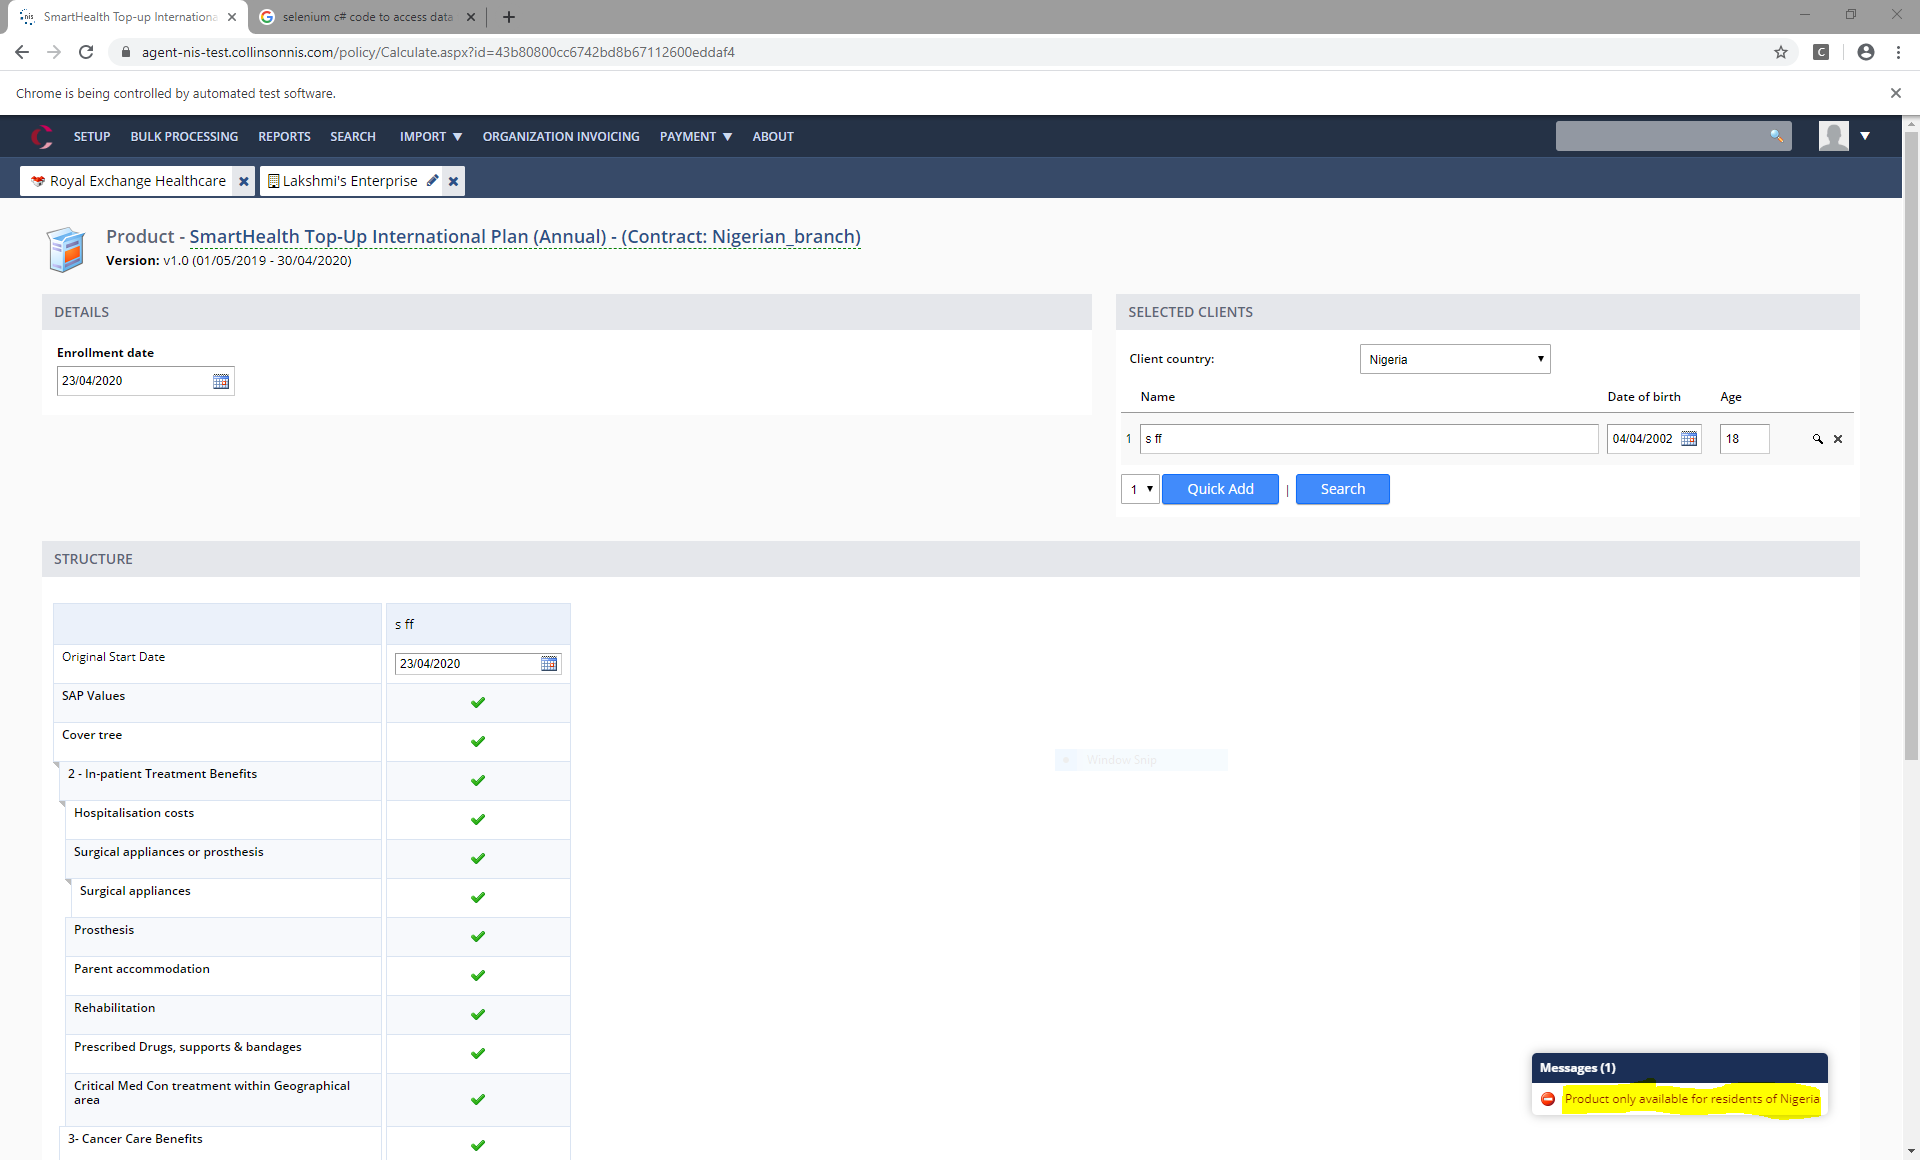 SmartHealth Top-up Internationa
selenium c# code to access data
agent-nis-test.collinsonnis.com/policy/Calculate.aspx?id=43b80800cc6742bd8b67112600eddaf4
Chrome is being controlled by automated test software.
SETUP BULK PROCESSING REPORTS SEARCH IMPORT ORGANIZATION INVOICING PAYMENT ABOUT
Royal Exchange Healthcare Lakshmi's Enterprise
Product - SmartHealth Top-Up International Plan (Annual) - (Contract: Nigerian_branch)
Version: v1.0 (01/05/2019 - 30/04/2020)
DETAILS
Enrollment date
23/04/2020
SELECTED CLIENTS
Client country: Nigeria
Name Date of birth Age
1 s ff 04/04/2002 18
1 Quick Add | Search
STRUCTURE
s ff
Original Start Date 23/04/2020
SAP Values
Cover tree
2 - In-patient Treatment Benefits
Hospitalisation costs
Surgical appliances or prosthesis
Surgical appliances
Prosthesis
Parent accommodation
Rehabilitation
Prescribed Drugs, supports & bandages
Critical Med Con treatment within Geographical
area
3- Cancer Care Benefits
Window Snip
Messages (1)
Product only available for residents of Nigeria